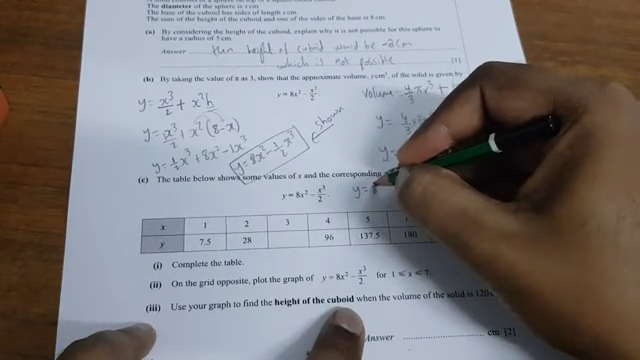 The diameter of the sphere is x cm
The base of the cuboid has sides of length x cm.
The sum of the height of the cuboid and one of the sides of the base is 8 cm
(a) By considering the height of the cuboid, explain why it is not possible for this sphere to
have a radius of 5 cm.
Answer then height of cuboid would be -2cm
which is not possible [1]
(b) By taking the value of π as 3, show that the approximate volume, y cm³, of the solid is given by
y = 8x² − x³/2.
volume = 4/3 πr³ +
y = x³/2 + x²h
y = x³/2 + x²(8-x)
y = 1/2x³ + 8x² - 1x³
y = 8x² - 1/2 x³
shown
y = 4/3
y =
(c) The table below shows some values of x and the corresponding
y = 8x² − x³/2.
y = 8
x 1 2 3 4 5
y 7.5 28 96 137.5 180
(i) Complete the table.
(ii) On the grid opposite, plot the graph of y = 8x² − x³/2 for 1 ≤ x ≤ 7.
(iii) Use your graph to find the height of the cuboid when the volume of the solid is 120
Answer cm [2]